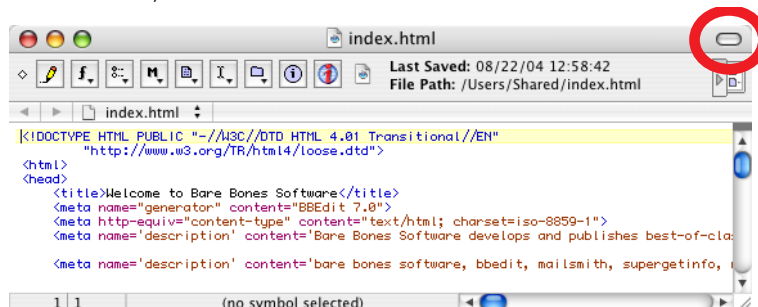 index.html
Last Saved: 08/22/04 12:58:42
File Path: /Users/Shared/index.html
index.html
<!DOCTYPE HTML PUBLIC "-//W3C//DTD HTML 4.01 Transitional//EN"
"http://www.w3.org/TR/html4/loose.dtd">
<html>
<head>
<title>Welcome to Bare Bones Software</title>
<meta name="generator" content="BBEdit 7.0">
<meta http-equiv="content-type" content="text/html; charset=iso-8859-1">
<meta name='description' content='Bare Bones Software develops and publishes best-of-cla
<meta name='description' content='bare bones software, bbedit, mailsmith, supergetinfo,
1 1 (no symbol selected)